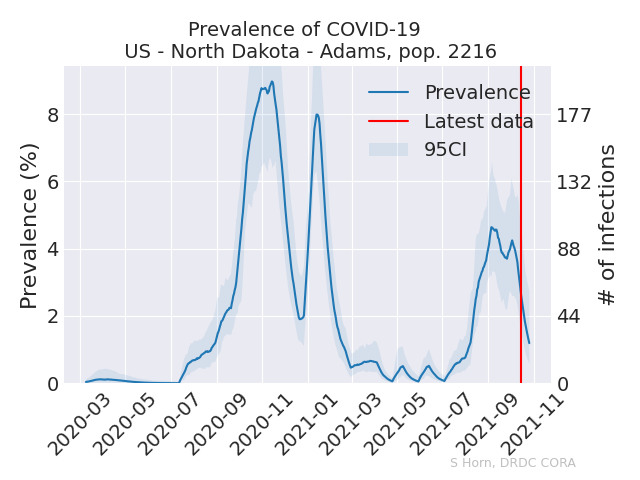 Prevalence of COVID-19
US - North Dakota - Adams, pop. 2216
Prevalence
Latest data
95CI
Prevalence (%)
8
6
4
2
0
# of infections
177
132
88
44
0
2020-03
2020-05
2020-07
2020-09
2020-11
2021-01
2021-03
2021-05
2021-07
2021-09
2021-11
S Horn, DRDC CORA